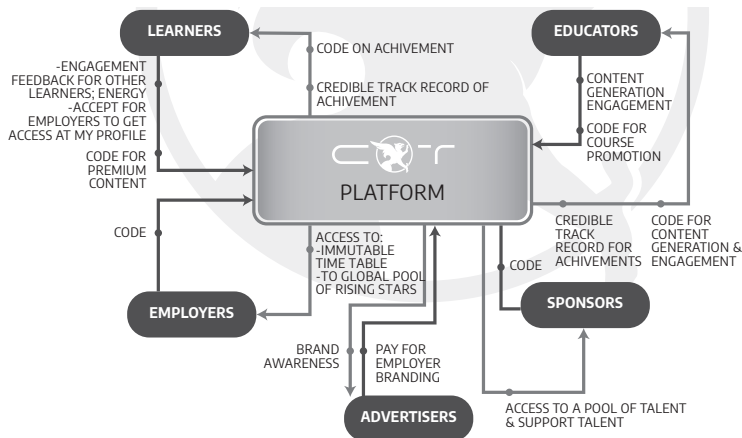 LEARNERS
EDUCATORS
-ENGAGEMENT
FEEDBACK FOR OTHER
LEARNERS; ENERGY
-ACCEPT FOR
EMPLOYERS TO GET
ACCESS AT MY PROFILE
CODE FOR
PREMIUM
CONTENT
CODE ON ACHIVEMENT
CREDIBLE TRACK RECORD OF
ACHIVEMENT
CONTENT
GENERATION
ENGAGEMENT
CODE FOR
COURSE
PROMOTION
COT
PLATFORM
CODE
EMPLOYERS
ACCESS TO:
-IMMUTABLE
TIME TABLE
-TO GLOBAL POOL
OF RISING STARS
CREDIBLE
TRACK
RECORD FOR
ACHIVEMENTS
CODE FOR
CONTENT
GENERATION &
ENGAGEMENT
CODE
SPONSORS
BRAND
AWARENESS
PAY FOR
EMPLOYER
BRANDING
ADVERTISERS
ACCESS TO A POOL OF TALENT
& SUPPORT TALENT